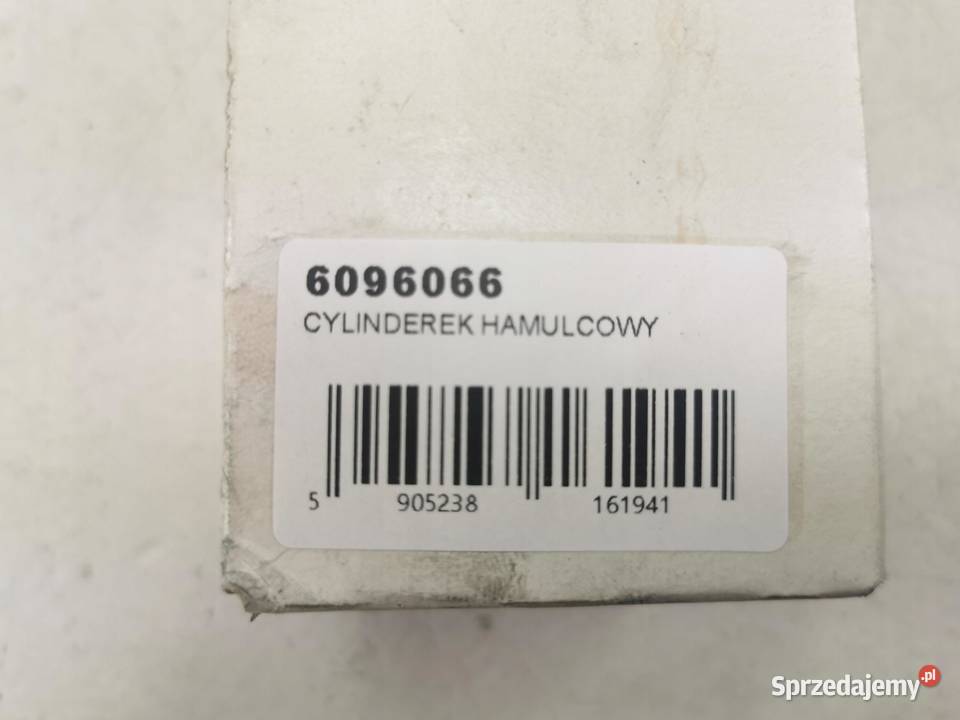 6096066
CYLINDEREK HAMULCOWY
5 905238 161941
Sprzedajemy.pl